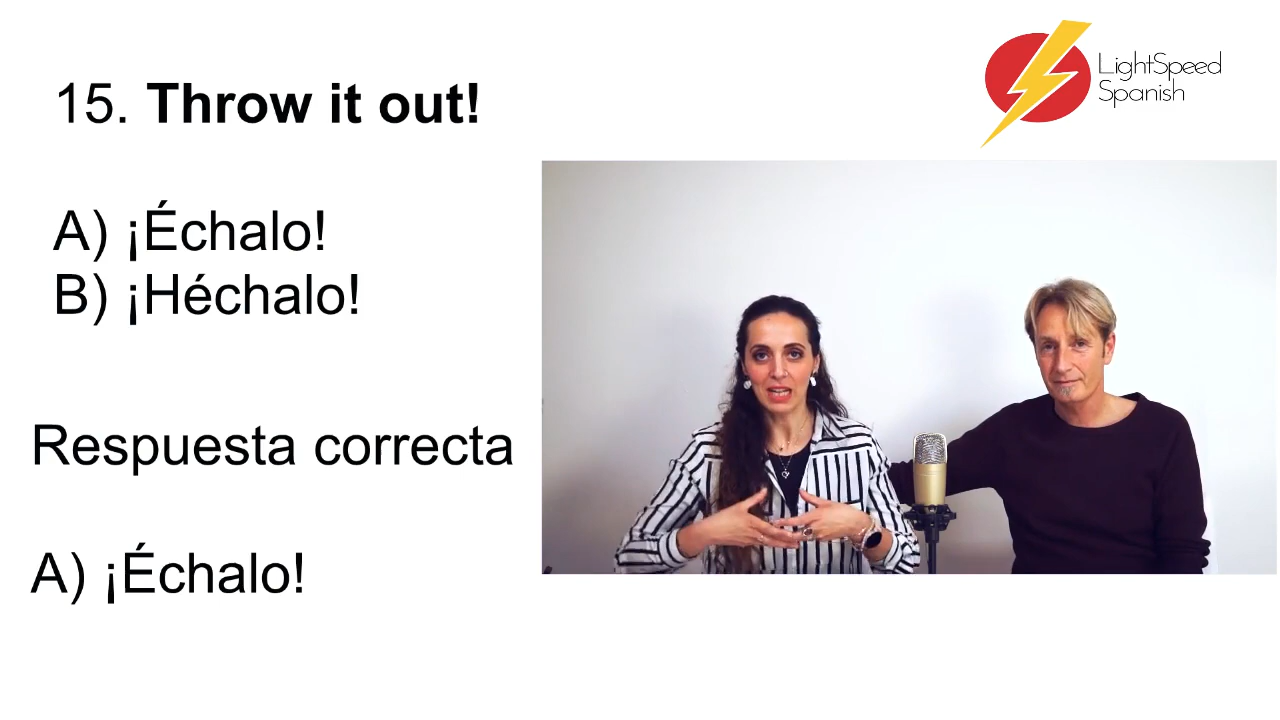 15. Throw it out!
A) ¡Échalo!
B) ¡Héchalo!
Respuesta correcta
A) ¡Échalo!
LightSpeed
Spanish